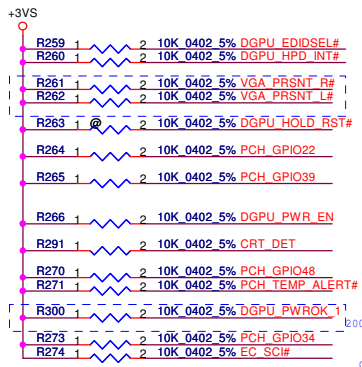 +3VS
R259 1 2 10K_0402_5% DGPU_EDIDSEL#
R260 1 2 10K_0402_5% DGPU_HPD_INT#
R261 1 2 10K_0402_5% VGA_PRSNT_R#
R262 1 2 10K_0402_5% VGA_PRSNT_L#
R263 1 @ 2 10K_0402_5% DGPU_HOLD_RST#
R264 1 2 10K_0402_5% PCH_GPIO22
R265 1 2 10K_0402_5% PCH_GPIO39
R266 1 2 10K_0402_5% DGPU_PWR_EN
R291 1 2 10K_0402_5% CRT_DET
R270 1 2 10K_0402_5% PCH_GPIO48
R271 1 2 10K_0402_5% PCH_TEMP_ALERT#
R300 1 2 10K_0402_5% DGPU_PWROK_1
200
R273 1 2 10K_0402_5% PCH_GPIO34
R274 1 2 10K_0402_5% EC_SCI#